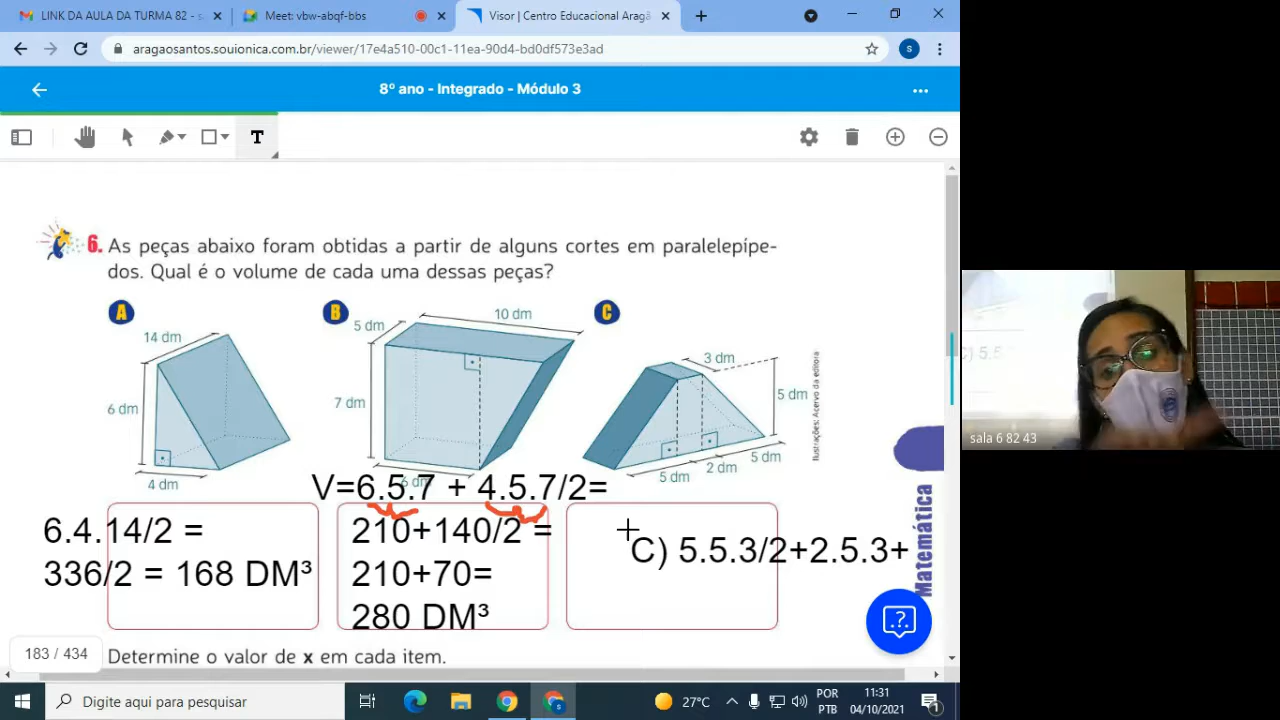 LINK DA AULA DA TURMA 82 - s
Meet: vbw-abqf-bbs
Visor | Centro Educacional Aragã
aragaosantos.souionica.com.br/viewer/17e4a510-00c1-11ea-90d4-bd0df573e3ad
s
8º ano - Integrado - Módulo 3
T
6. As peças abaixo foram obtidas a partir de alguns cortes em paralelepípe-
dos. Qual é o volume de cada uma dessas peças?
A
14 dm
6 dm
4 dm
B
5 dm
10 dm
7 dm
6 dm
C
3 dm
5 dm
5 dm
2 dm
5 dm
Ilustrações: Acervo da editora
V=6.5.7 + 4.5.7/2=
6.4.14/2 =
336/2 = 168 DM³
210+140/2 =
210+70=
280 DM³
C) 5.5.3/2+2.5.3+
Matemática
183 / 434
Determine o valor de x em cada item.
sala 6 82 43
Digite aqui para pesquisar
27°C
POR
PTB
11:31
04/10/2021
1